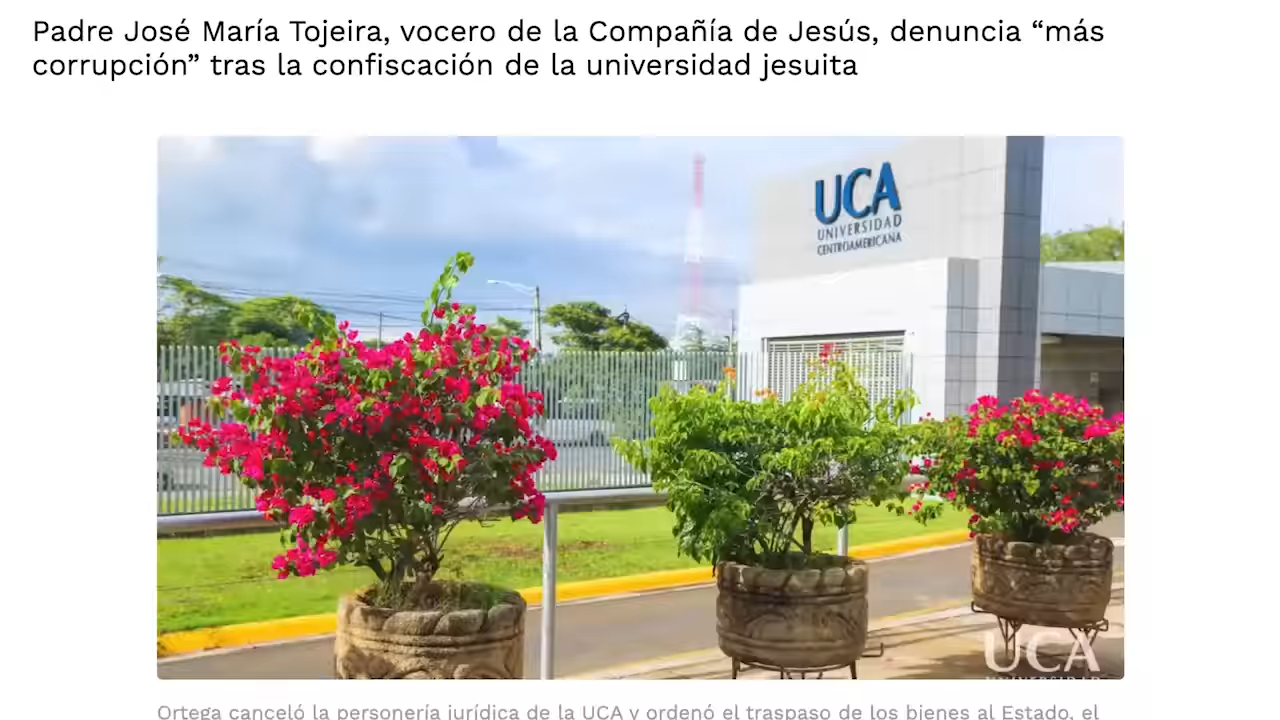 Padre José María Tojeira, vocero de la Compañía de Jesús, denuncia “más
corrupción” tras la confiscación de la universidad jesuita
UCA
UNIVERSIDAD
CENTROAMERICANA
UCA
UNIVERSIDAD
Ortega canceló la personería jurídica de la UCA y ordenó el traspaso de los bienes al Estado, el